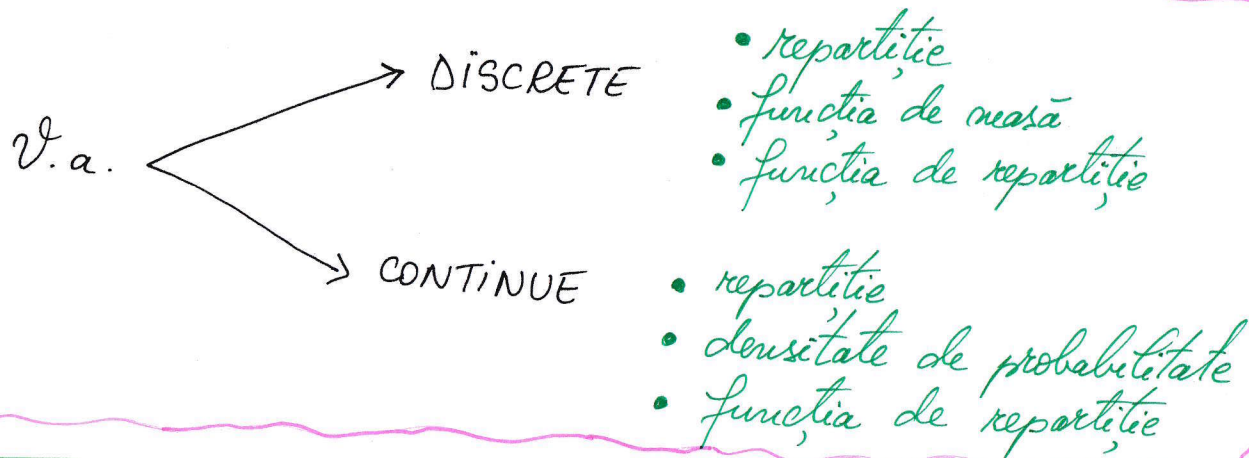 V.a.
DISCRETE
• repartiție
• funcția de masă
• funcția de repartiție
CONTINUE
• repartiție
• densitate de probabilitate
• funcția de repartiție